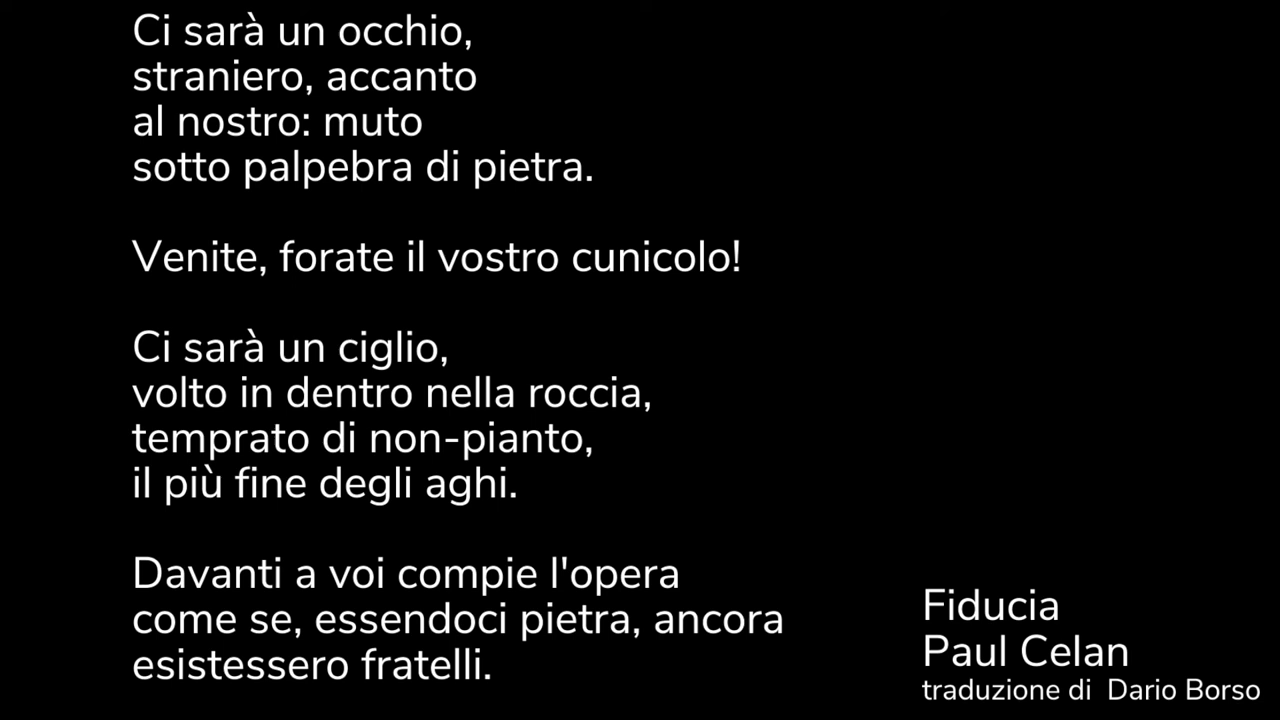 Ci sarà un occhio,
straniero, accanto
al nostro: muto
sotto palpebra di pietra.
Venite, forate il vostro cunicolo!
Ci sarà un ciglio,
volto in dentro nella roccia,
temprato di non-pianto,
il più fine degli aghi.
Davanti a voi compie l'opera
come se, essendoci pietra, ancora
esistessero fratelli.
Fiducia
Paul Celan
traduzione di  Dario Borso